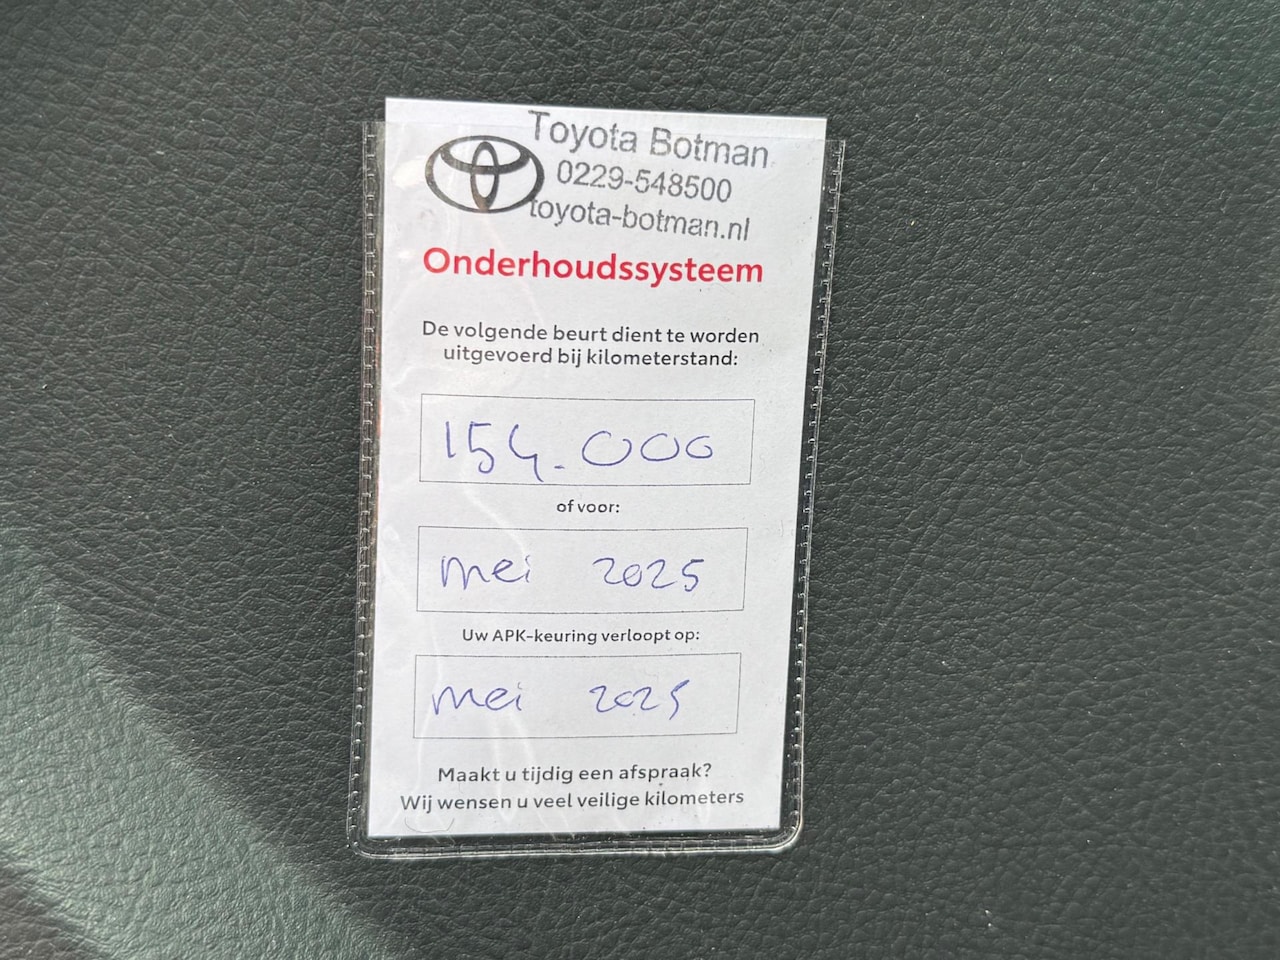 Toyota Botman
0229-548500
toyota-botman.nl
Onderhoudssysteem
De volgende beurt dient te worden
uitgevoerd bij kilometerstand:
154.000
of voor:
mei 2025
Uw APK-keuring verloopt op:
mei 2025
Maakt u tijdig een afspraak?
Wij wensen u veel veilige kilometers